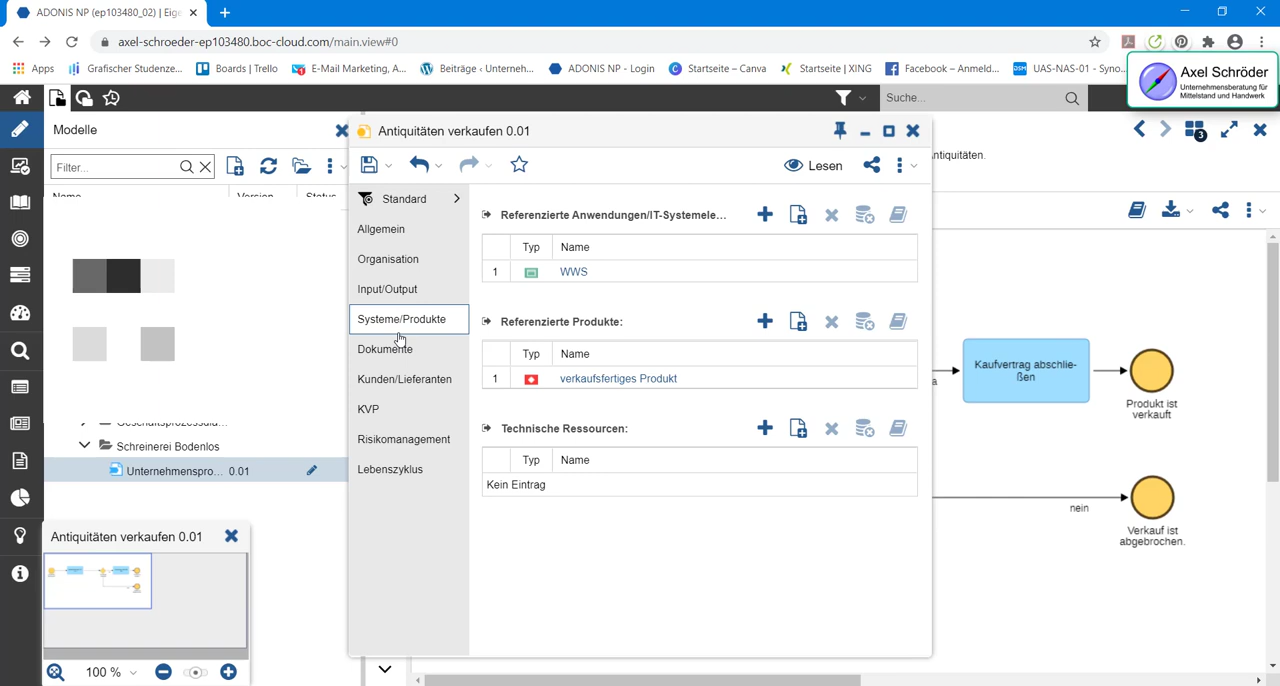 ADONIS NP (ep103480_02) | Eig
axel-schroeder-ep103480.boc-cloud.com/main.view#0
Apps
Grafischer Studenze...
Boards | Trello
E-Mail Marketing, A...
Beiträge ‹ Unterneh...
ADONIS NP - Login
Startseite – Canva
Startseite | XING
Facebook – Anmeld...
UAS-NAS-01 - Syno...
Axel Schröder
Unternehmensberatung für
Mittelstand und Handwerk
Suche...
Modelle
Filter...
Name
Version
Status
Schreinerei Bodenlos
Unternehmenspro... 0.01
Antiquitäten verkaufen 0.01
100 %
Antiquitäten verkaufen 0.01
Lesen
Standard
Allgemein
Organisation
Input/Output
Systeme/Produkte
Dokumente
Kunden/Lieferanten
KVP
Risikomanagement
Lebenszyklus
Referenzierte Anwendungen/IT-Systemele...
Typ Name
1 WWS
Referenzierte Produkte:
Typ Name
1 verkaufsfertiges Produkt
Technische Ressourcen:
Typ Name
Kein Eintrag
3
ntiquitäten.
a
Kaufvertrag abschlie-
ßen
Produkt ist
verkauft
nein
Verkauf ist
abgebrochen.